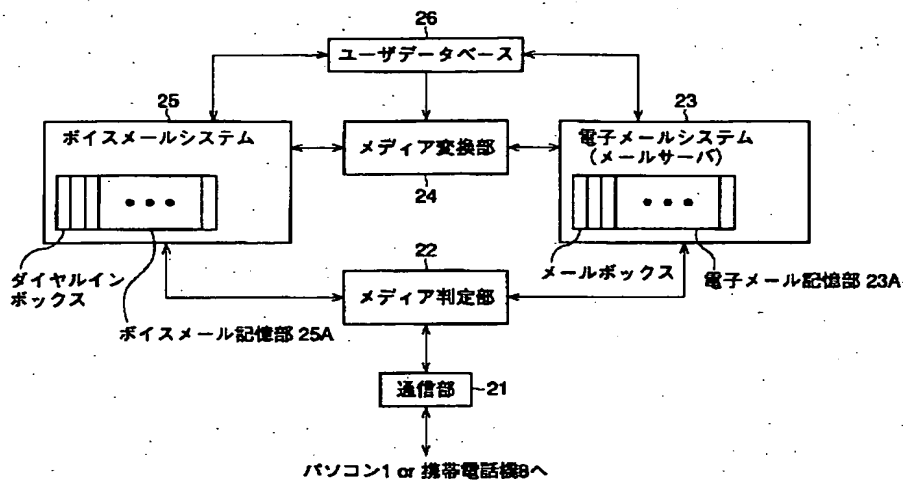 26
ユーザデータベース
25
ボイスメールシステム
メディア変換部
24
23
電子メールシステム
(メールサーバ)
ダイヤルイン
ボックス
ボイスメール記憶部 25A
22
メディア判定部
メールボックス
電子メール記憶部 23A
通信部
21
パソコン1 or 携帯電話機8へ